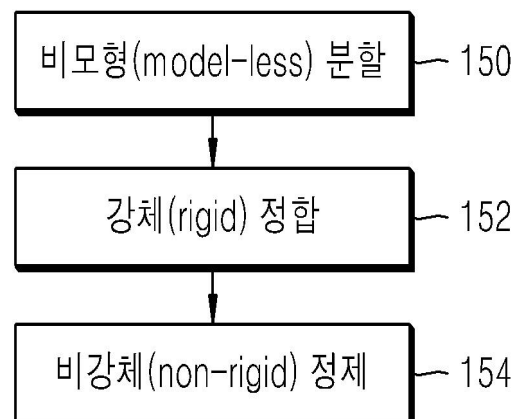 비모형(model-less) 분할 150
강체(rigid) 정합 152
비강체(non-rigid) 정제 154